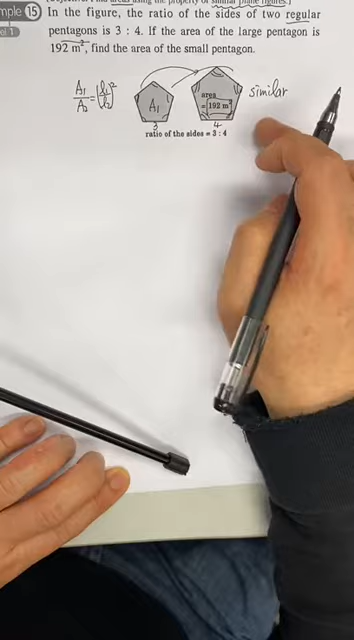 mple 15 In the figure, the ratio of the sides of two regular
el 1 pentagons is 3 : 4. If the area of the large pentagon is
192 m², find the area of the small pentagon.
A₁/A₂ = (l₁/l₂)²
A₁
area
= 192 m²
similar
3
4
ratio of the sides = 3 : 4